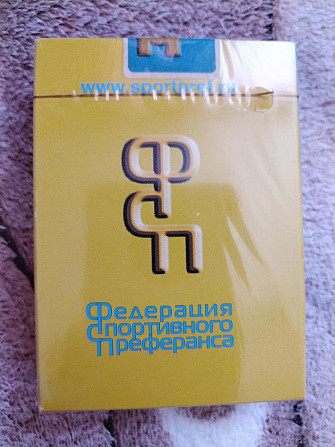 www.sportpref.ru
ФСП
Федерация
Спортивного
Преферанса